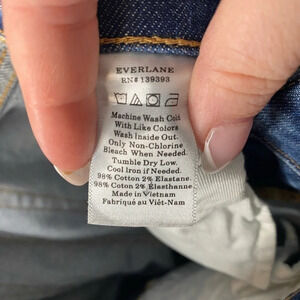 EVERLANE
RN# 139393
Machine Wash Cold
With Like Colors
Wash Inside Out.
Only Non-Chlorine
Bleach When Needed.
Tumble Dry Low.
Cool Iron if Needed.
98% Cotton 2% Elastane.
98% Coton 2% Élasthanne
Made in Vietnam
Fabriqué au Viêt-Nam